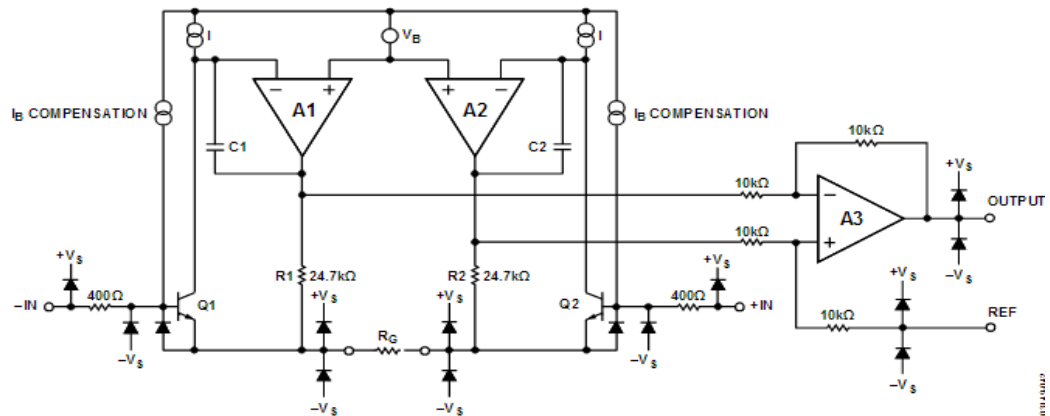 I
V_B
I
− +
A1
+ −
A2
I_B COMPENSATION
I_B COMPENSATION
C1
C2
10kΩ
+V_S
10kΩ
−
OUTPUT
A3
10kΩ
+
−V_S
R1 24.7kΩ
R2 24.7kΩ
+V_S
+V_S
+V_S
+V_S
+V_S
−IN
400Ω
Q1
Q2
400Ω
+IN
10kΩ
REF
R_G
−V_S
−V_S
−V_S
−V_S
−V_S